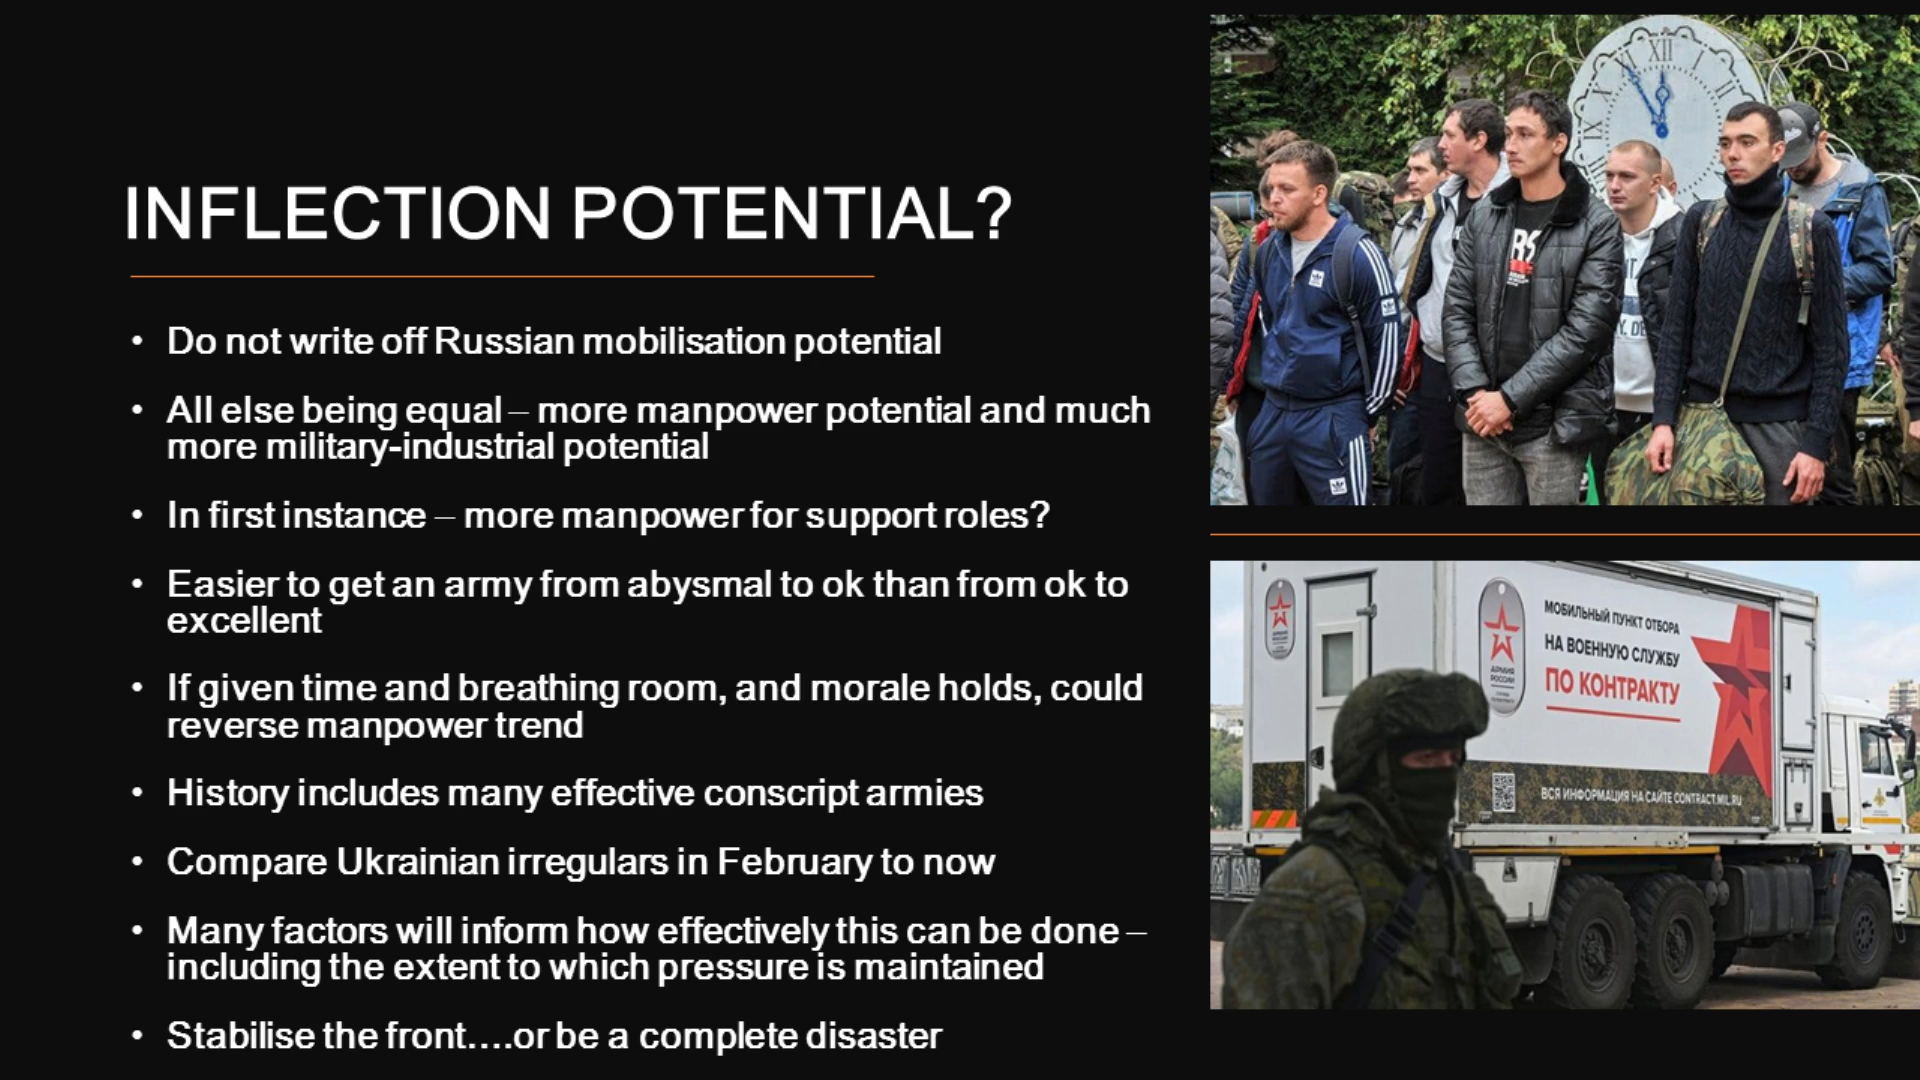 INFLECTION POTENTIAL?
• Do not write off Russian mobilisation potential
• All else being equal – more manpower potential and much
more military-industrial potential
• In first instance – more manpower for support roles?
• Easier to get an army from abysmal to ok than from ok to
excellent
• If given time and breathing room, and morale holds, could
reverse manpower trend
• History includes many effective conscript armies
• Compare Ukrainian irregulars in February to now
• Many factors will inform how effectively this can be done –
including the extent to which pressure is maintained
• Stabilise the front....or be a complete disaster
XII
МОБИЛЬНЫЙ ПУНКТ ОТБОРА
НА ВОЕННУЮ СЛУЖБУ
ПО КОНТРАКТУ
АРМИЯ
РОССИИ
ВСЯ ИНФОРМАЦИЯ НА САЙТЕ CONTRACT.MIL.RU